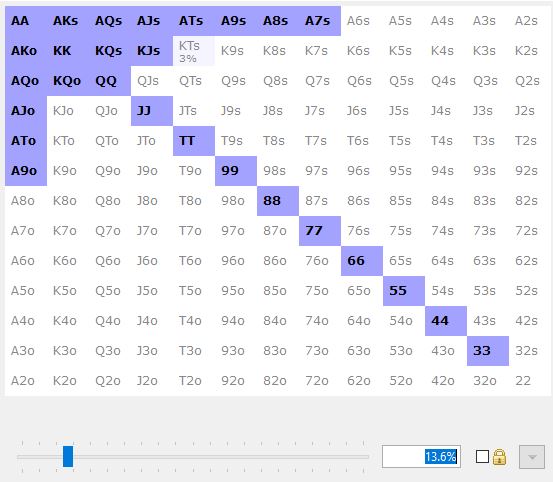 AA AKs AQs AJs ATs A9s A8s A7s A6s A5s A4s A3s A2s
AKo KK KQs KJs KTs K9s K8s K7s K6s K5s K4s K3s K2s
3%
AQo KQo QQ QJs QTs Q9s Q8s Q7s Q6s Q5s Q4s Q3s Q2s
AJo KJo QJo JJ JTs J9s J8s J7s J6s J5s J4s J3s J2s
ATo KTo QTo JTo TT T9s T8s T7s T6s T5s T4s T3s T2s
A9o K9o Q9o J9o T9o 99 98s 97s 96s 95s 94s 93s 92s
A8o K8o Q8o J8o T8o 98o 88 87s 86s 85s 84s 83s 82s
A7o K7o Q7o J7o T7o 97o 87o 77 76s 75s 74s 73s 72s
A6o K6o Q6o J6o T6o 96o 86o 76o 66 65s 64s 63s 62s
A5o K5o Q5o J5o T5o 95o 85o 75o 65o 55 54s 53s 52s
A4o K4o Q4o J4o T4o 94o 84o 74o 64o 54o 44 43s 42s
A3o K3o Q3o J3o T3o 93o 83o 73o 63o 53o 43o 33 32s
A2o K2o Q2o J2o T2o 92o 82o 72o 62o 52o 42o 32o 22
13.6%